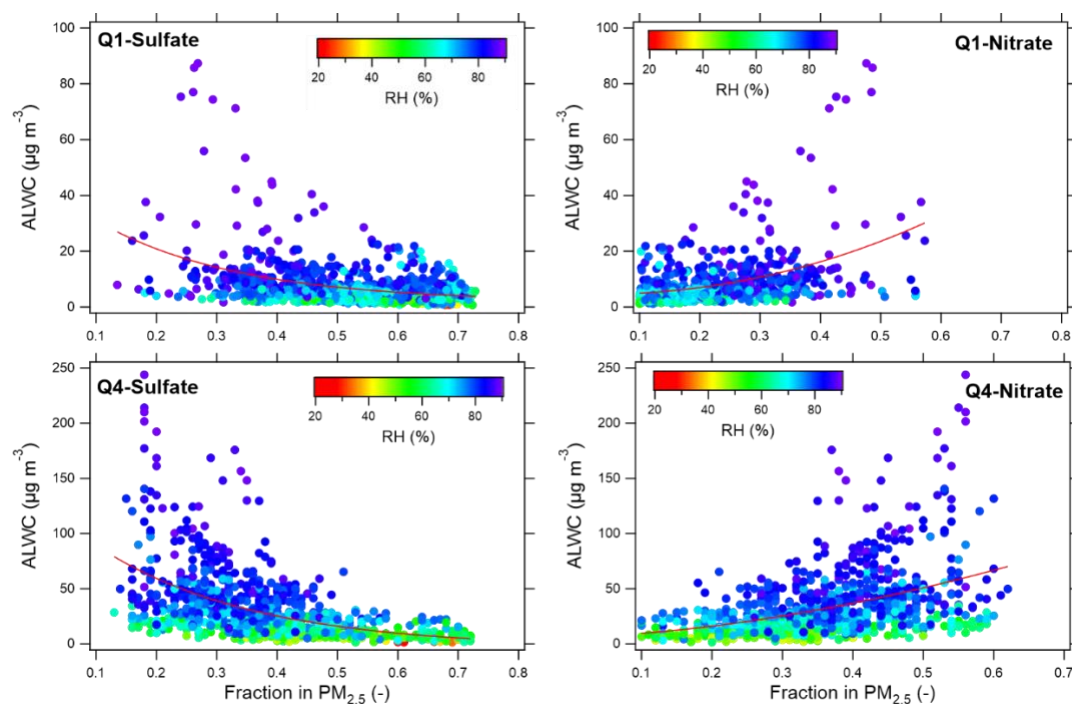 Q1-Sulfate
100
80
60
40
20
0
ALWC (µg m⁻³)
20 40 60 80
RH (%)
0.1 0.2 0.3 0.4 0.5 0.6 0.7 0.8
Q1-Nitrate
100
80
60
40
20
0
ALWC (µg m⁻³)
20 40 60 80
RH (%)
0.1 0.2 0.3 0.4 0.5 0.6 0.7 0.8
Q4-Sulfate
250
200
150
100
50
0
ALWC (µg m⁻³)
20 40 60 80
RH (%)
0.1 0.2 0.3 0.4 0.5 0.6 0.7 0.8
Fraction in PM₂.₅ (-)
Q4-Nitrate
250
200
150
100
50
0
ALWC (µg m⁻³)
20 40 60 80
RH (%)
0.1 0.2 0.3 0.4 0.5 0.6 0.7 0.8
Fraction in PM₂.₅ (-)